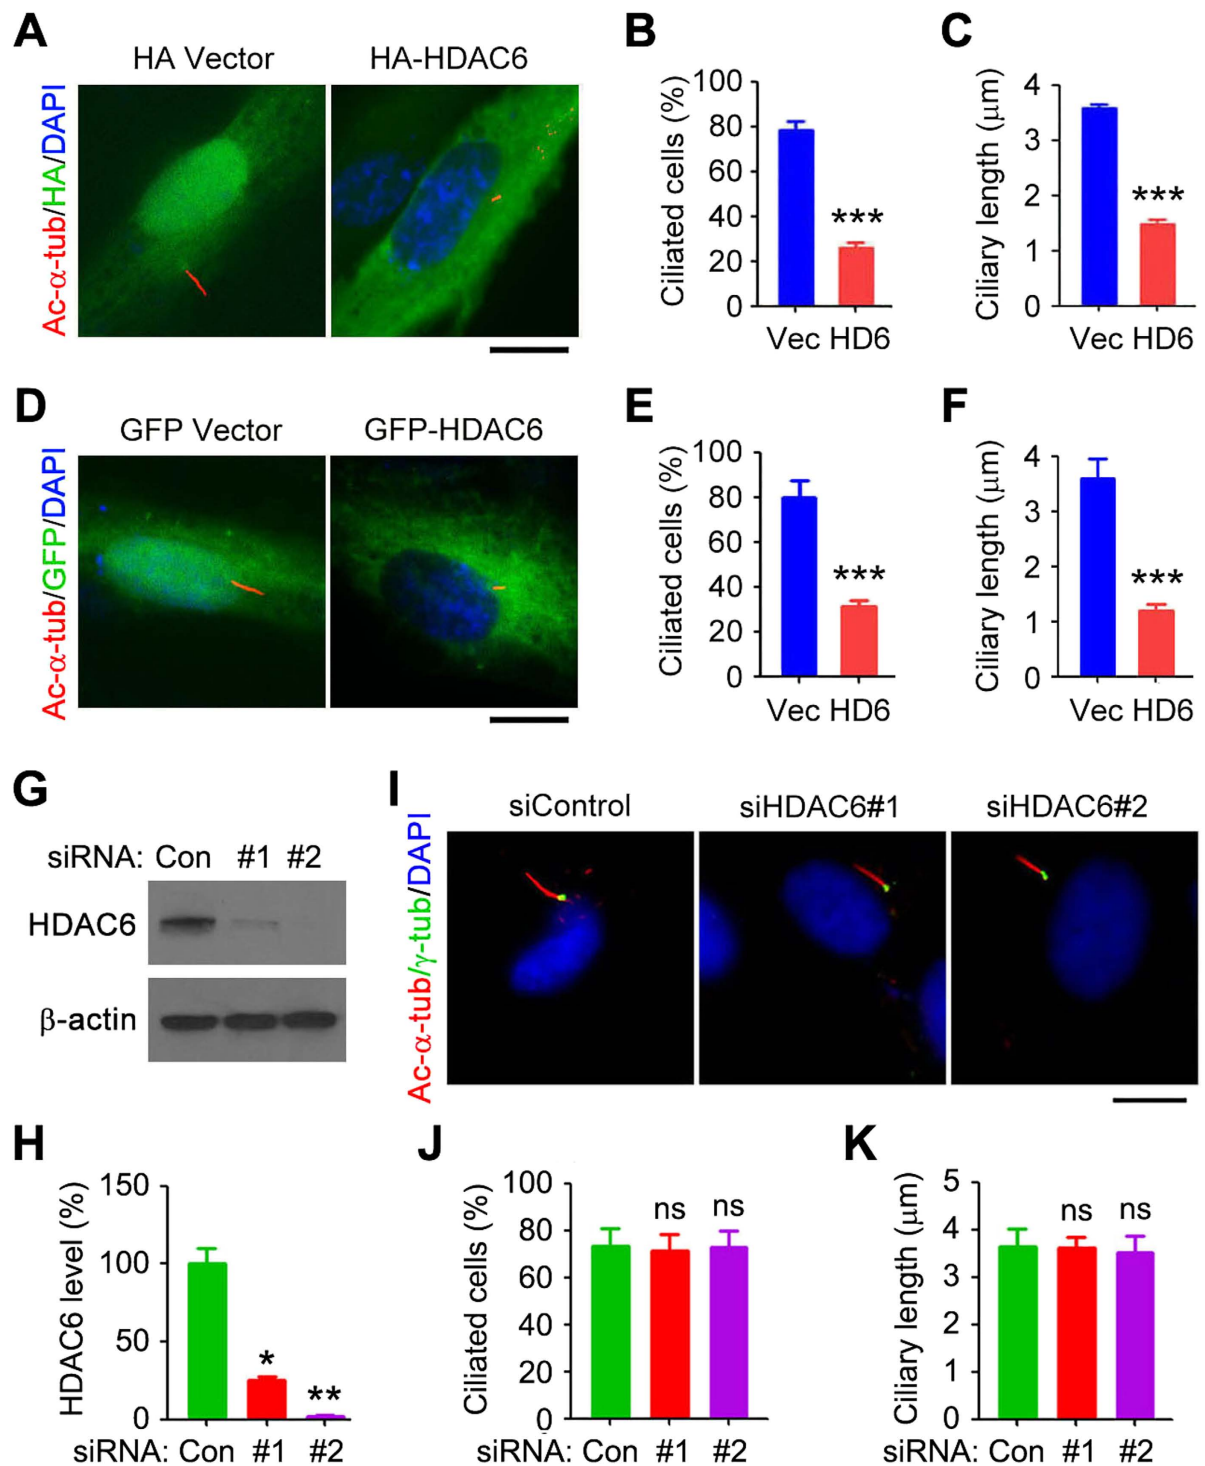 A
HA Vector
HA-HDAC6
Ac-α-tub/HA/DAPI
B
Ciliated cells (%)
100
80
60
40
20
0
***
Vec HD6
C
Ciliary length (μm)
4
3
2
1
0
***
Vec HD6
D
GFP Vector
GFP-HDAC6
Ac-α-tub/GFP/DAPI
E
Ciliated cells (%)
100
80
60
40
20
0
***
Vec HD6
F
Ciliary length (μm)
4
3
2
1
0
***
Vec HD6
G
siRNA: Con #1 #2
HDAC6
β-actin
I
siControl
siHDAC6#1
siHDAC6#2
Ac-α-tub/γ-tub/DAPI
H
HDAC6 level (%)
150
100
50
0
*
**
siRNA: Con #1 #2
J
Ciliated cells (%)
100
80
60
40
20
0
ns
ns
siRNA: Con #1 #2
K
Ciliary length (μm)
5
4
3
2
1
0
ns
ns
siRNA: Con #1 #2